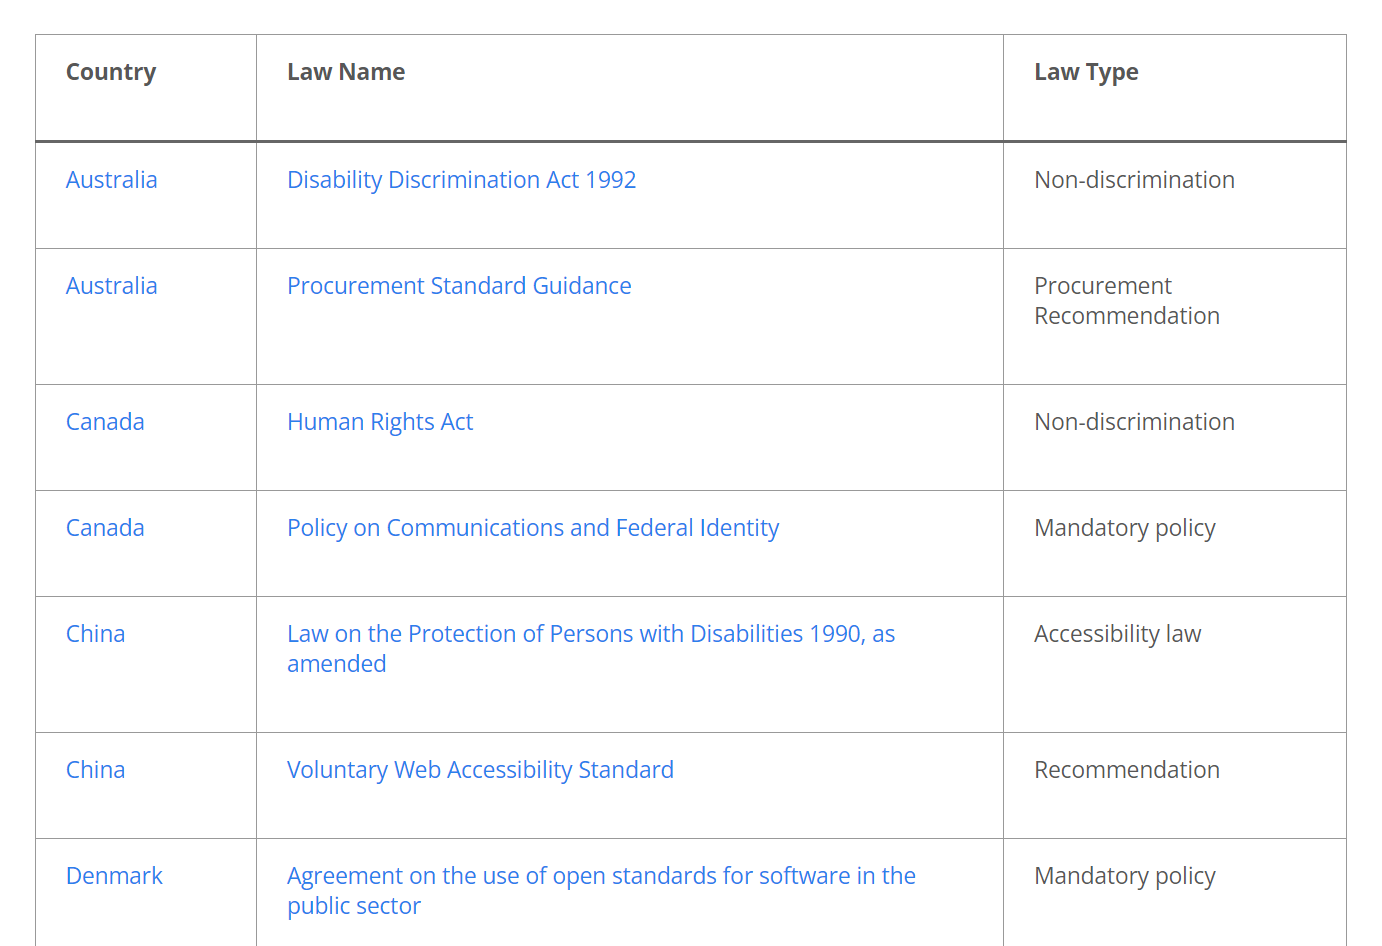 Country Law Name Law Type
Australia Disability Discrimination Act 1992 Non-discrimination
Australia Procurement Standard Guidance Procurement
Recommendation
Canada Human Rights Act Non-discrimination
Canada Policy on Communications and Federal Identity Mandatory policy
China Law on the Protection of Persons with Disabilities 1990, as Accessibility law
amended
China Voluntary Web Accessibility Standard Recommendation
Denmark Agreement on the use of open standards for software in the Mandatory policy
public sector